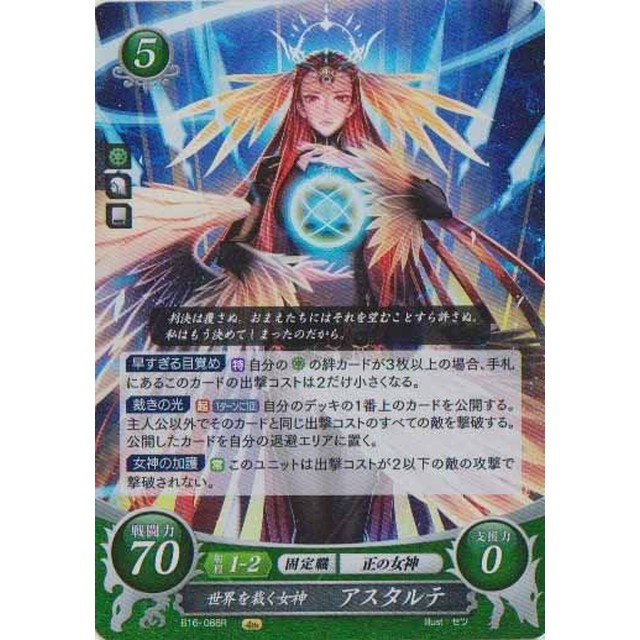 5
判決は覆さぬ。おまえたちにはそれを望むことすら許さぬ。
私はもう決めてしまったのだから。
早すぎる目覚め 特 自分の の絆カードが3枚以上の場合、手札
にあるこのカードの出撃コストは2だけ小さくなる。
裁きの光 起 1ターンに1回 自分のデッキの1番上のカードを公開する。
主人公以外でそのカードと同じ出撃コストのすべての敵を撃破する。
公開したカードを自分の退避エリアに置く。
女神の加護 常 このユニットは出撃コストが2以下の敵の攻撃で
撃破されない。
戦闘力
70
射程 1-2 固定職 正の女神
支援力
0
世界を裁く女神 アスタルテ
B16-086R Illust セツ